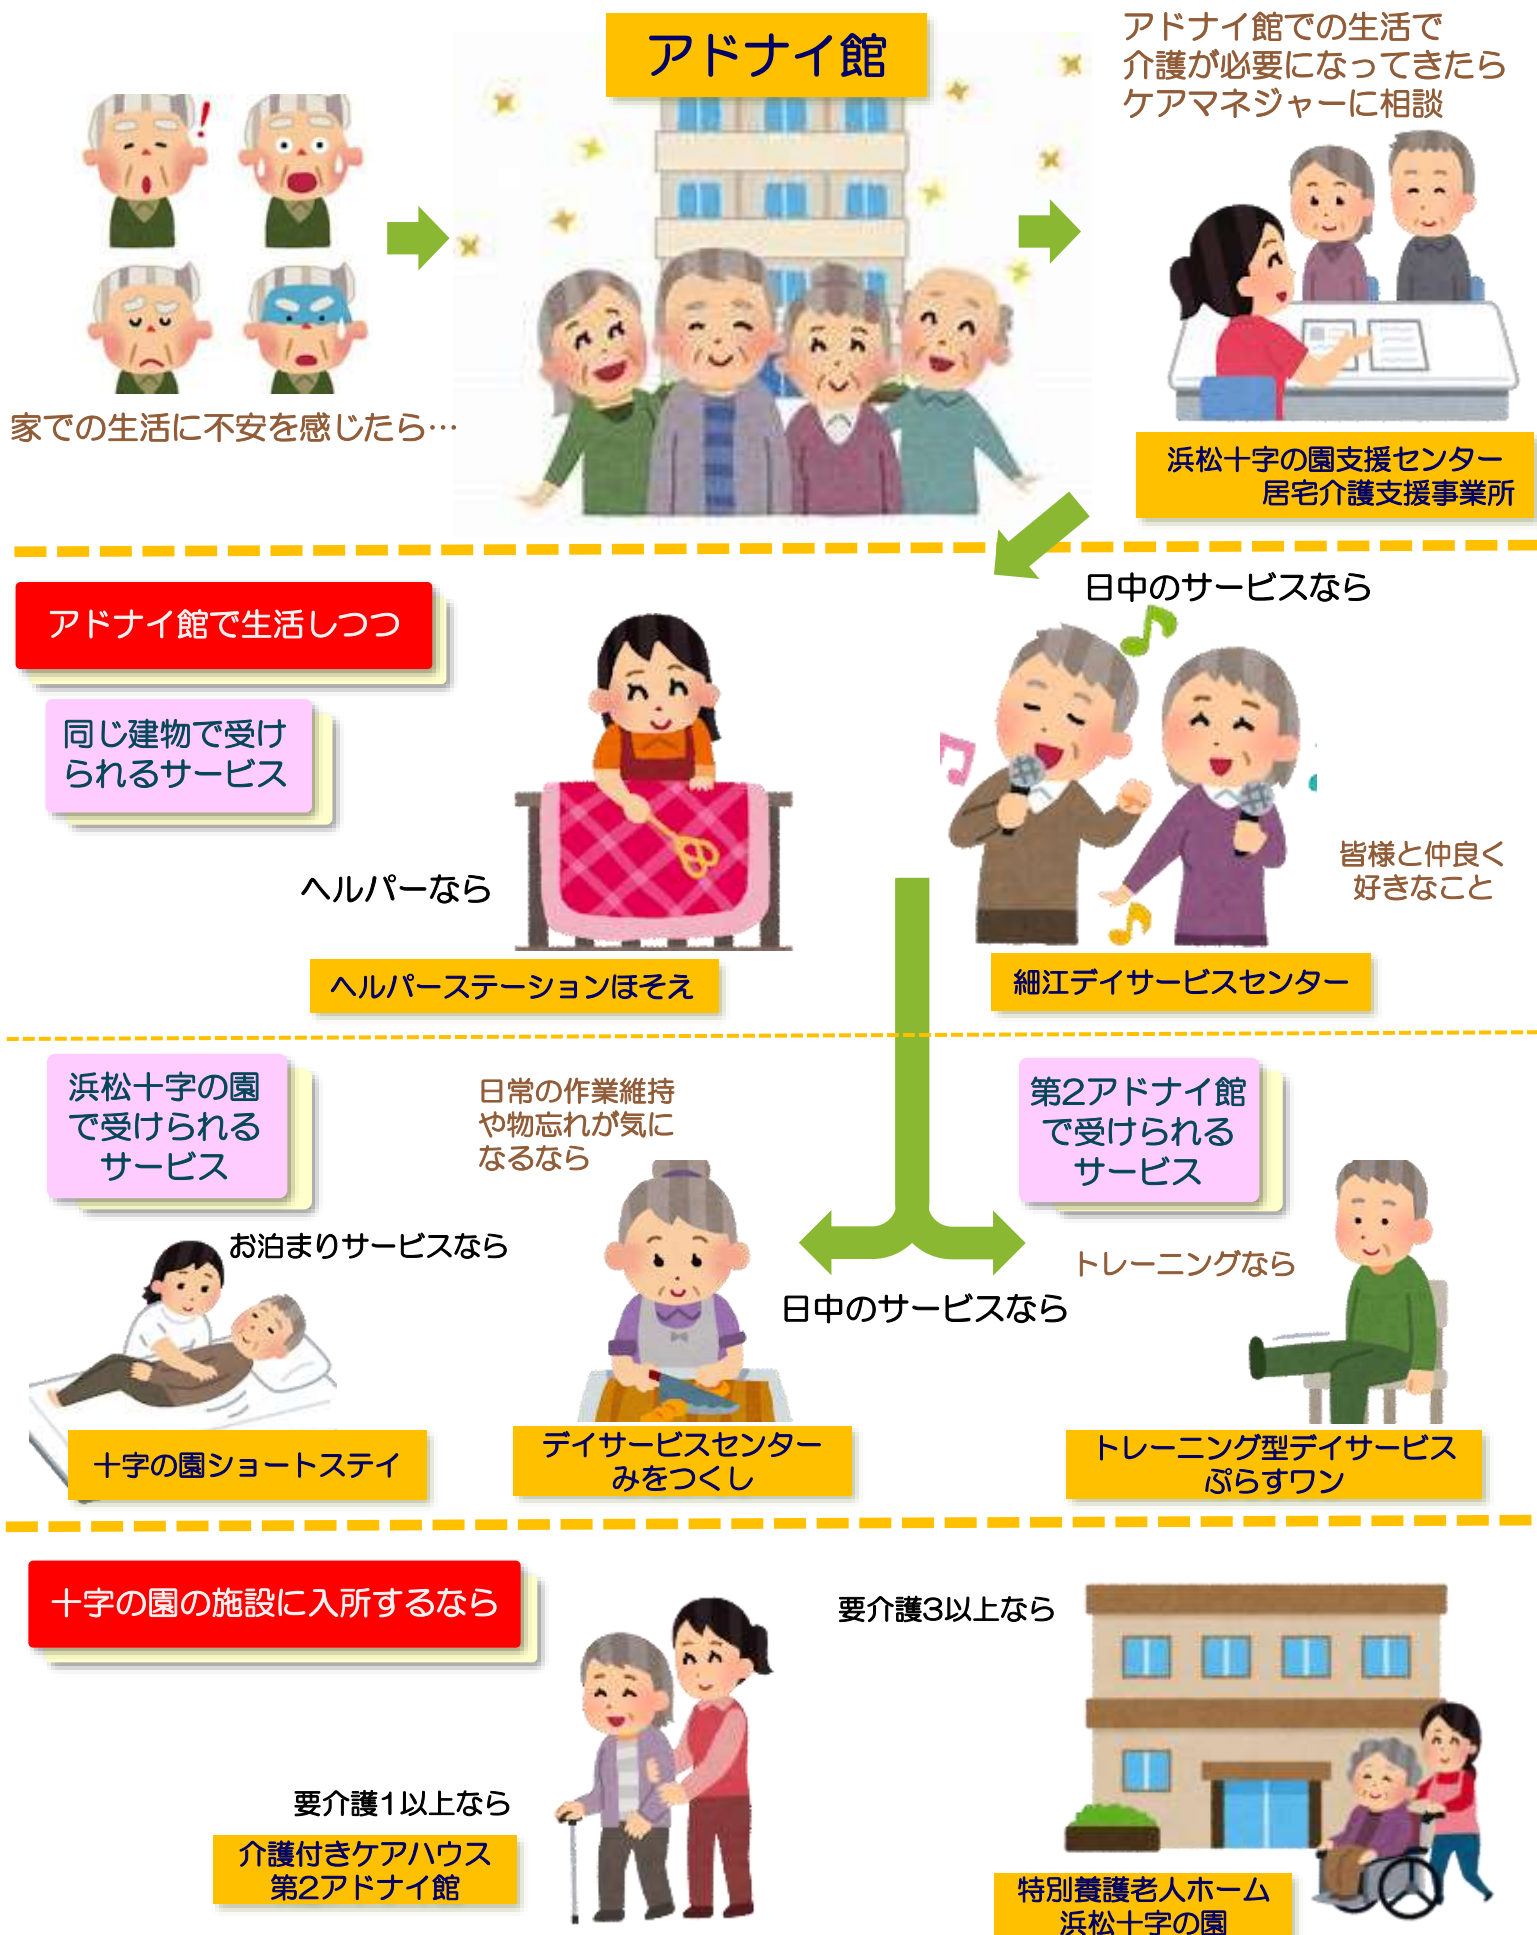 アドナイ館
アドナイ館での生活で
介護が必要になってきたら
ケアマネジャーに相談
家での生活に不安を感じたら…
浜松十字の園支援センター
居宅介護支援事業所
アドナイ館で生活しつつ
日中のサービスなら
同じ建物で受け
られるサービス
ヘルパーなら
皆様と仲良く
好きなこと
ヘルパーステーションほそえ
細江デイサービスセンター
浜松十字の園
で受けられる
サービス
日常の作業維持
や物忘れが気に
なるなら
第2アドナイ館
で受けられる
サービス
お泊まりサービスなら
トレーニングなら
日中のサービスなら
十字の園ショートステイ
デイサービスセンター
みをつくし
トレーニング型デイサービス
ぷらすワン
十字の園の施設に入所するなら
要介護3以上なら
要介護1以上なら
介護付きケアハウス
第2アドナイ館
特別養護老人ホーム
浜松十字の園